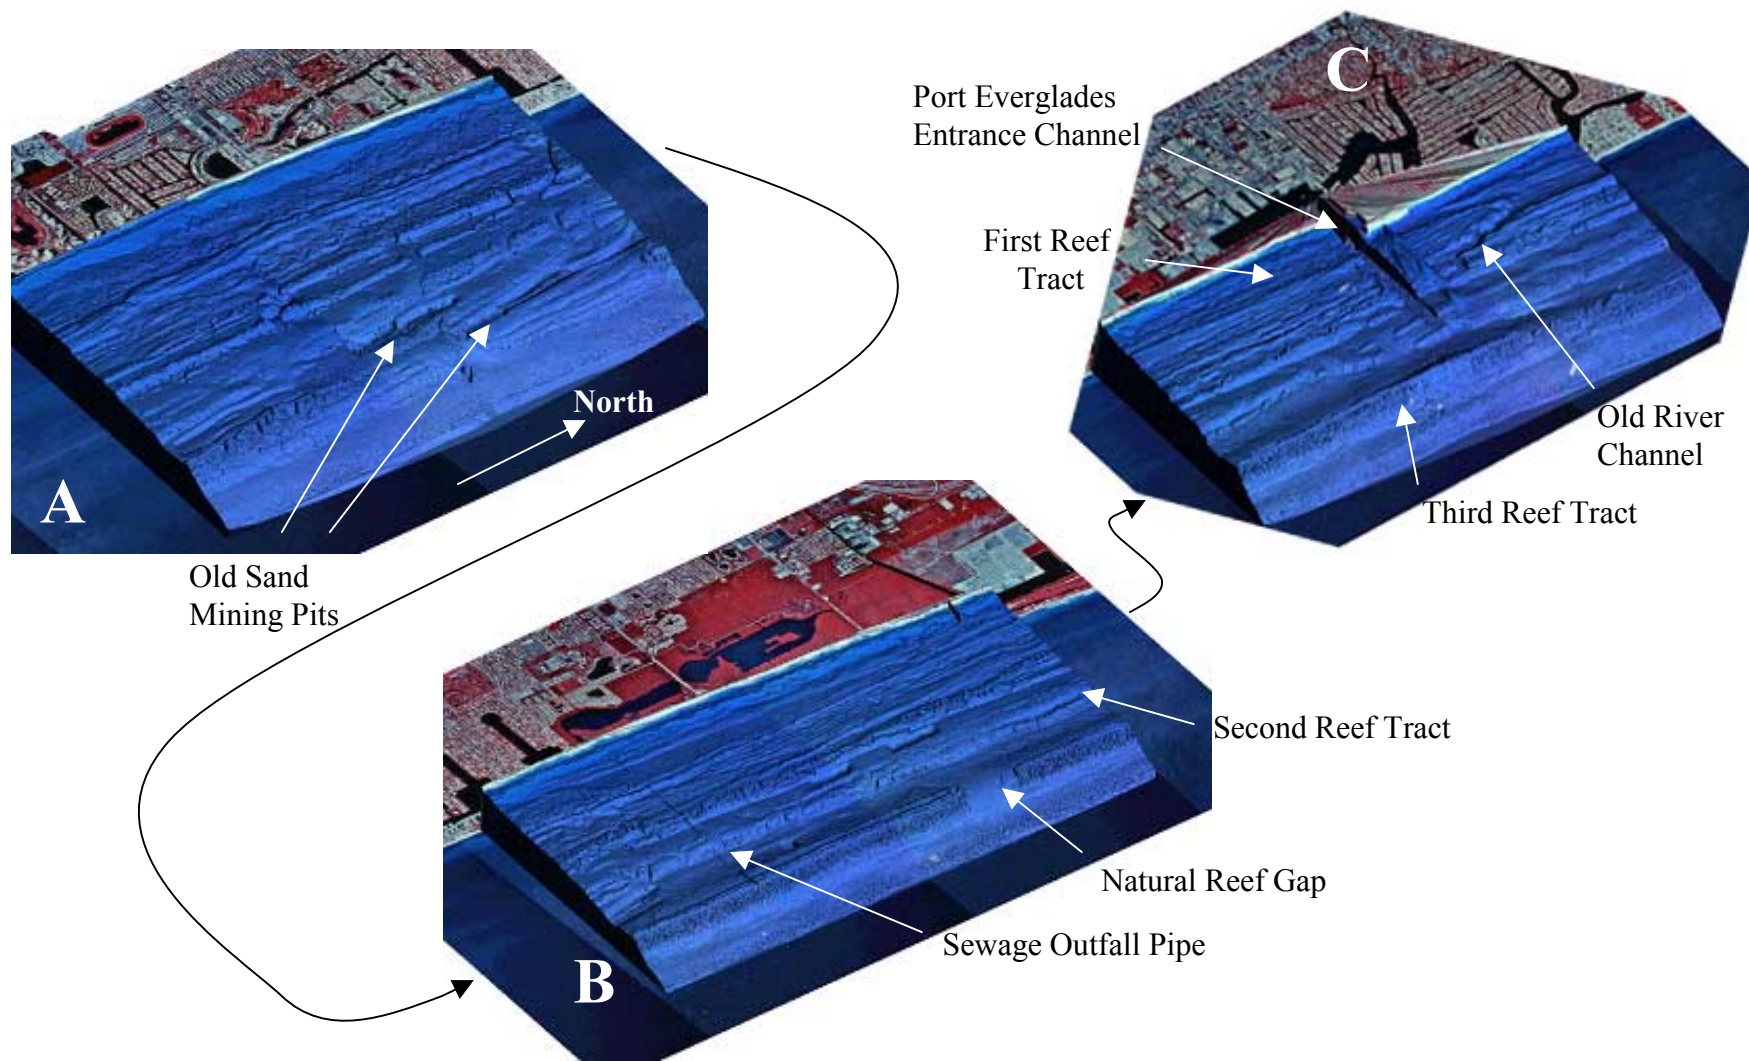 A
North
Old Sand
Mining Pits
B
Second Reef Tract
Natural Reef Gap
Sewage Outfall Pipe
C
Port Everglades
Entrance Channel
First Reef
Tract
Old River
Channel
Third Reef Tract